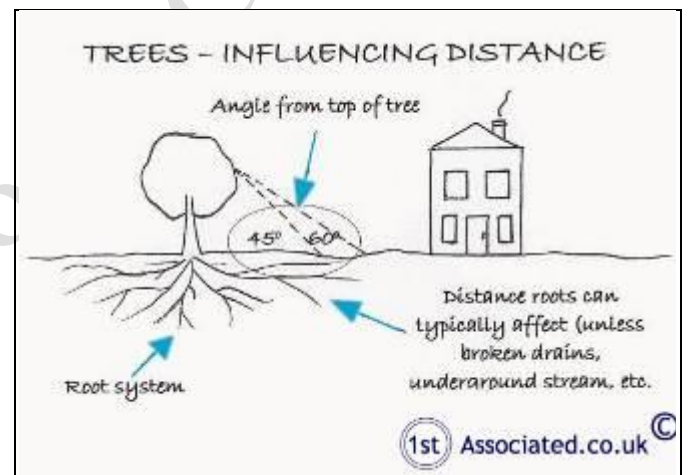 TREES – INFLUENCING DISTANCE
Angle from top of tree
45° 60°
Distance roots can
typically affect (unless
broken drains,
underaround stream, etc.
Root system
1st Associated.co.uk ©